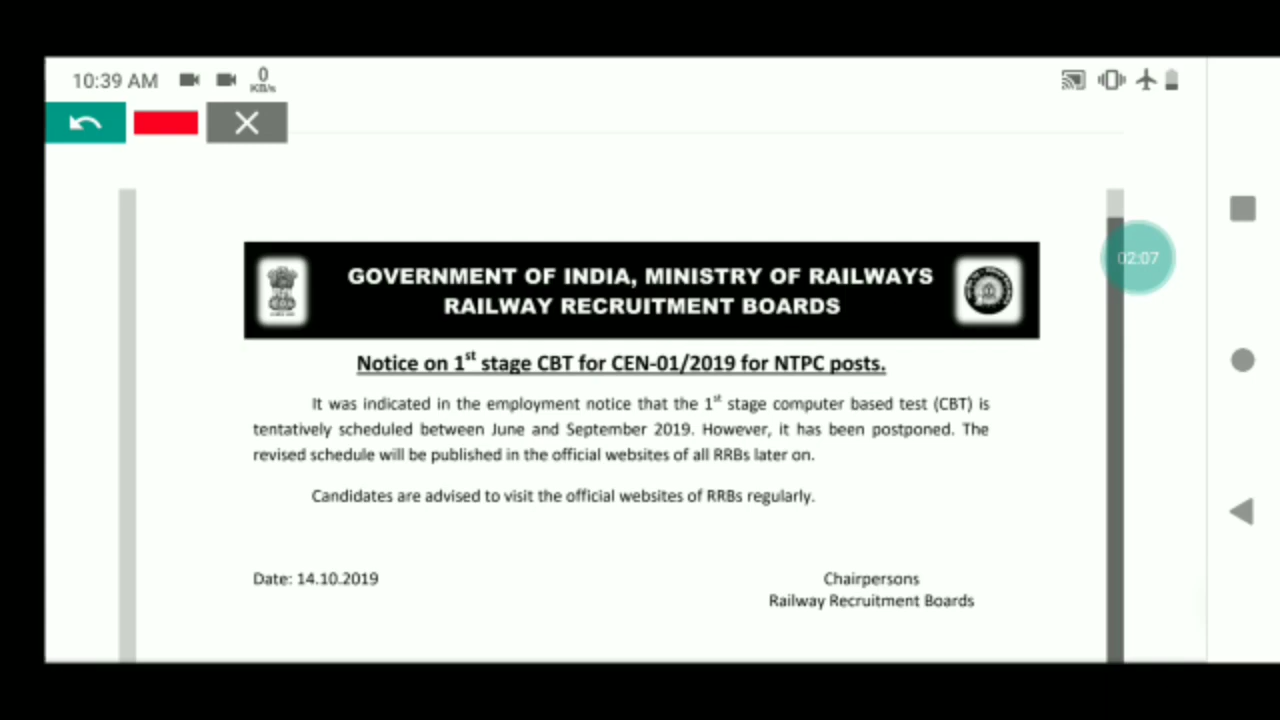 10:39 AM
0
KB/s
GOVERNMENT OF INDIA, MINISTRY OF RAILWAYS
RAILWAY RECRUITMENT BOARDS
02:07
Notice on 1st stage CBT for CEN-01/2019 for NTPC posts.
It was indicated in the employment notice that the 1st stage computer based test (CBT) is
tentatively scheduled between June and September 2019. However, it has been postponed. The
revised schedule will be published in the official websites of all RRBs later on.
Candidates are advised to visit the official websites of RRBs regularly.
Date: 14.10.2019
Chairpersons
Railway Recruitment Boards